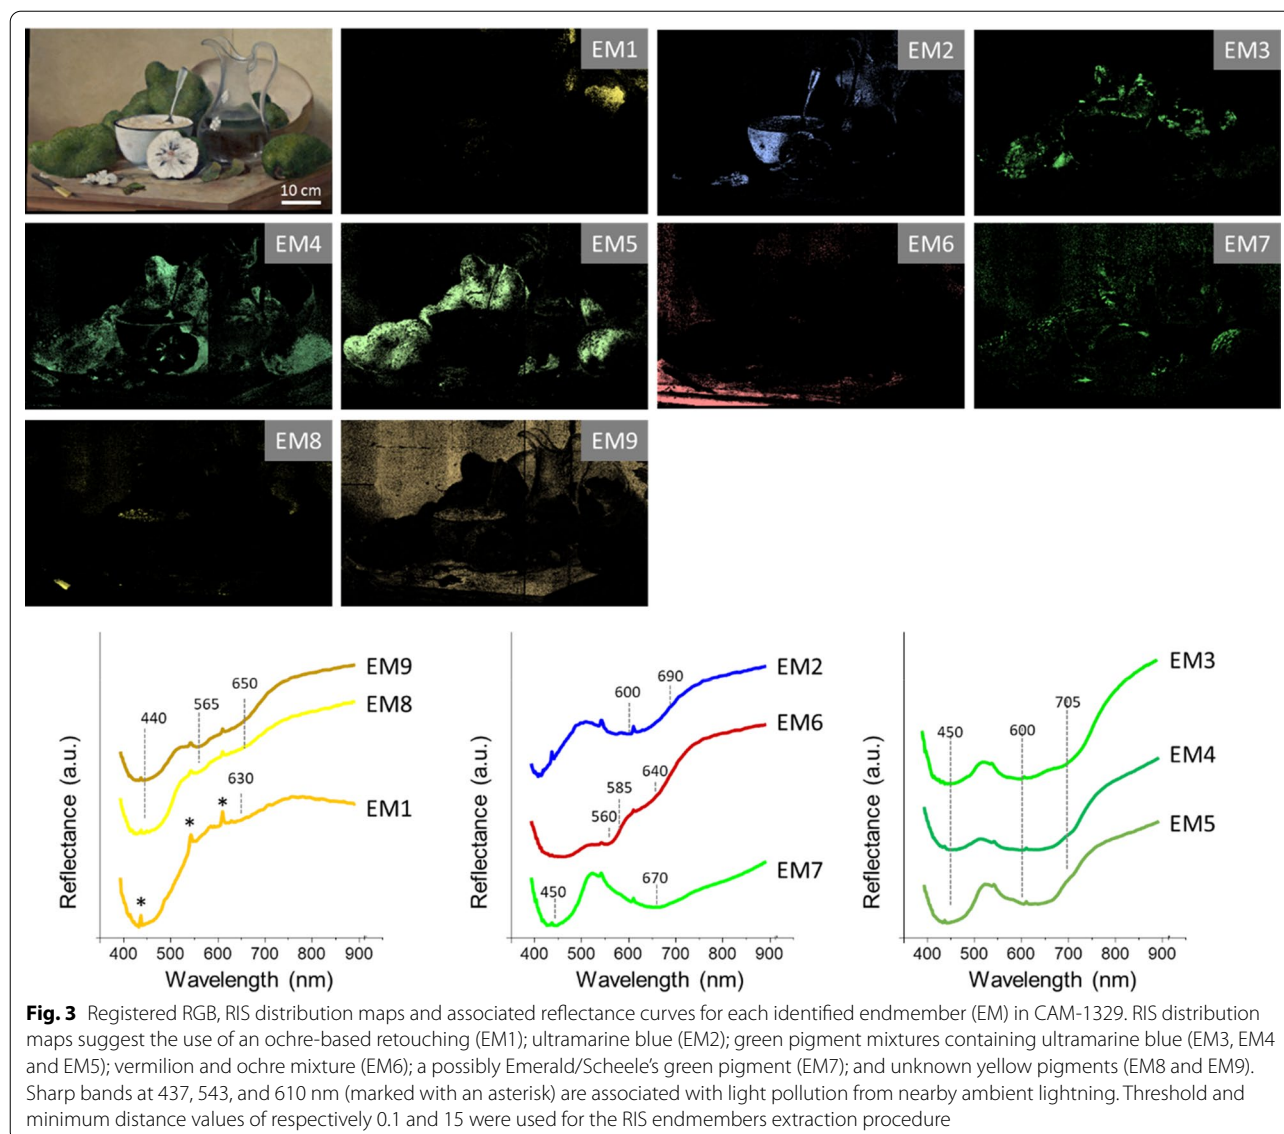 EM1
EM2
EM3
10 cm
EM4
EM5
EM6
EM7
EM8
EM9
EM9
EM8
EM1
440
565
650
630
*
*
*
Reflectance (a.u.)
400 500 600 700 800 900
Wavelength (nm)
EM2
EM6
EM7
600
690
560
585
640
450
670
Reflectance (a.u.)
400 500 600 700 800 900
Wavelength (nm)
EM3
EM4
EM5
450
600
705
Reflectance (a.u.)
400 500 600 700 800 900
Wavelength (nm)
Fig. 3 Registered RGB, RIS distribution maps and associated reflectance curves for each identified endmember (EM) in CAM-1329. RIS distribution
maps suggest the use of an ochre-based retouching (EM1); ultramarine blue (EM2); green pigment mixtures containing ultramarine blue (EM3, EM4
and EM5); vermilion and ochre mixture (EM6); a possibly Emerald/Scheele's green pigment (EM7); and unknown yellow pigments (EM8 and EM9).
Sharp bands at 437, 543, and 610 nm (marked with an asterisk) are associated with light pollution from nearby ambient lightning. Threshold and
minimum distance values of respectively 0.1 and 15 were used for the RIS endmembers extraction procedure